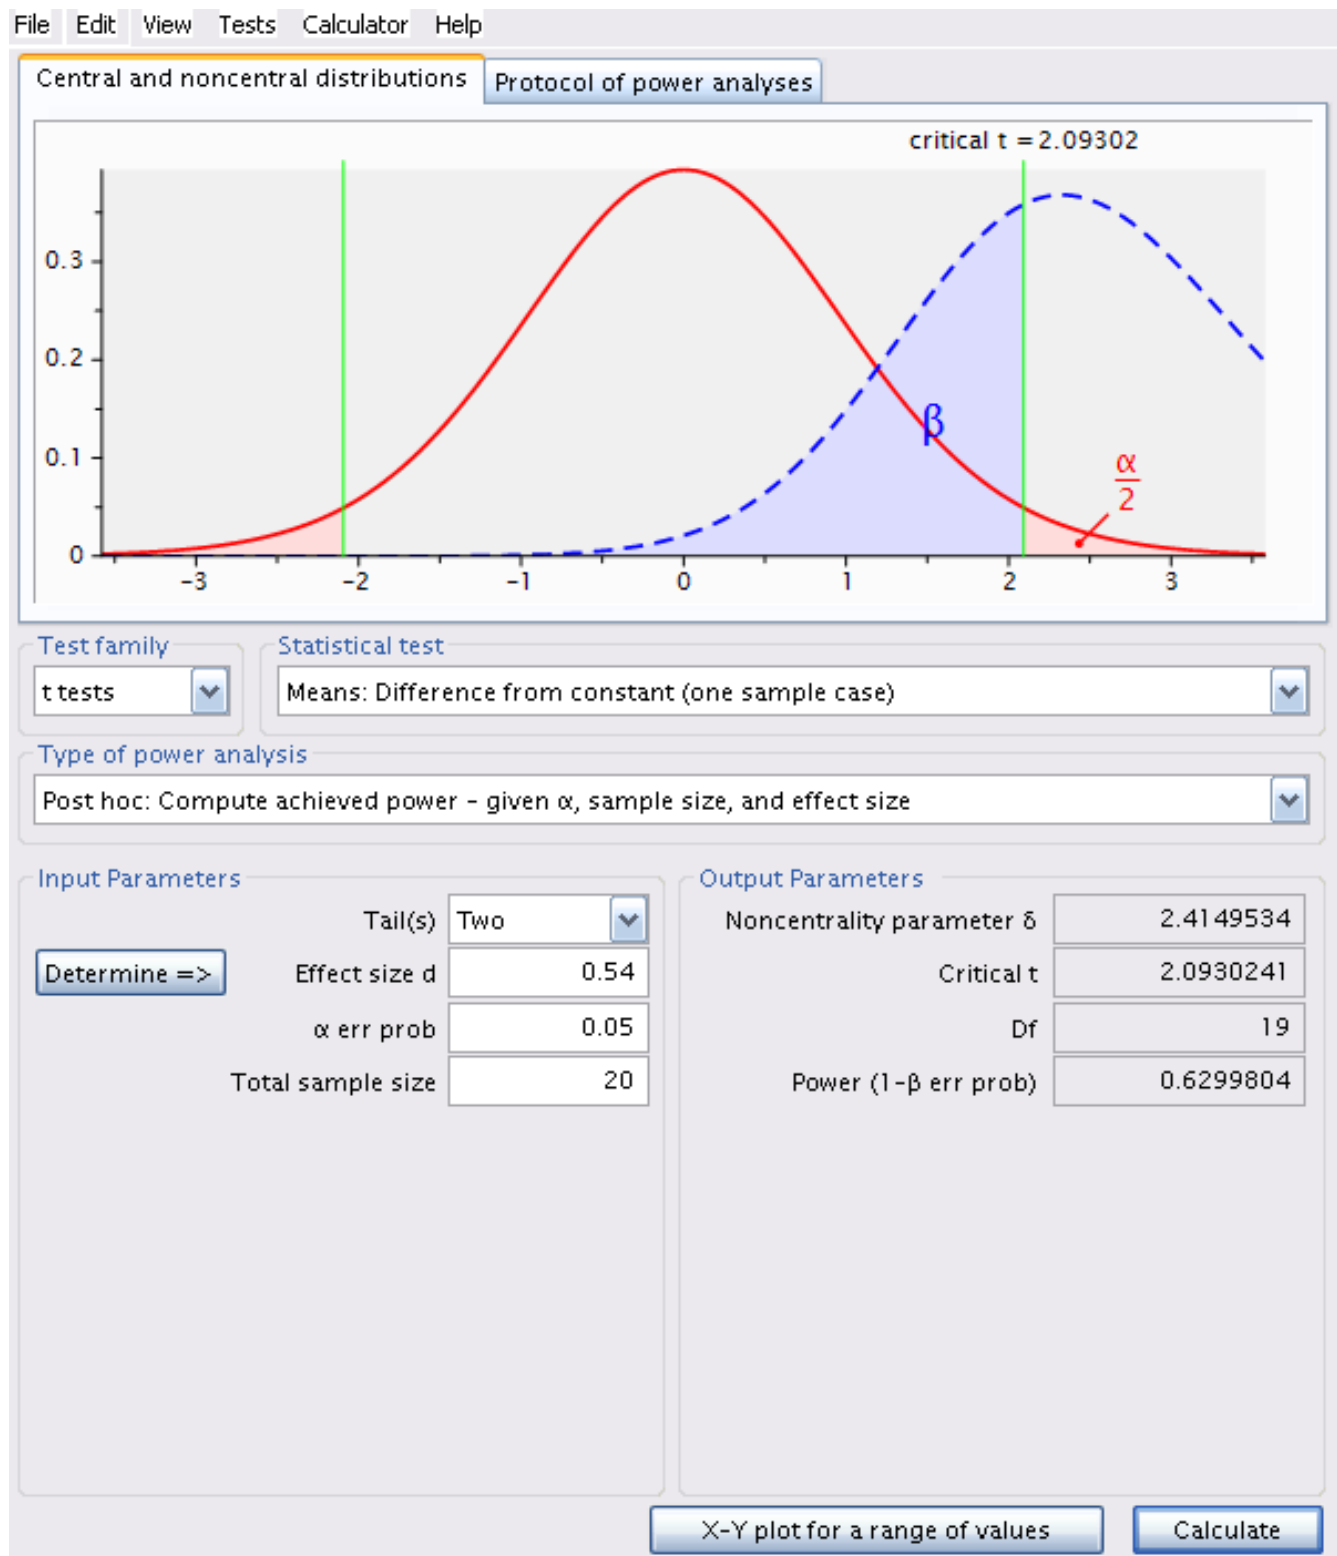 File Edit View Tests Calculator Help
Central and noncentral distributions Protocol of power analyses
critical t = 2.09302
0.3
0.2
β
α
2
0.1
0
-3 -2 -1 0 1 2 3
Test family Statistical test
t tests Means: Difference from constant (one sample case)
Type of power analysis
Post hoc: Compute achieved power - given α, sample size, and effect size
Input Parameters Output Parameters
Tail(s) Two Noncentrality parameter δ 2.4149534
Determine => Effect size d 0.54 Critical t 2.0930241
α err prob 0.05 Df 19
Total sample size 20 Power (1-β err prob) 0.6299804
X-Y plot for a range of values Calculate